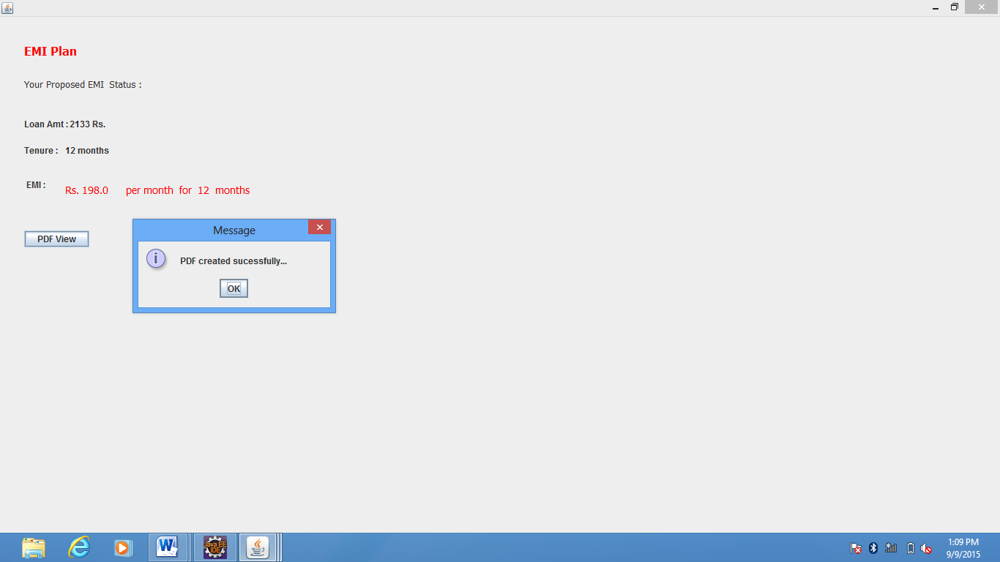 EMI Plan
Your Proposed EMI  Status :
Loan Amt : 2133 Rs.
Tenure :   12 months
EMI :
Rs. 198.0      per month  for  12  months
PDF View
Message
PDF created sucessfully...
OK
W
Java EE
IDE
1:09 PM
9/9/2015